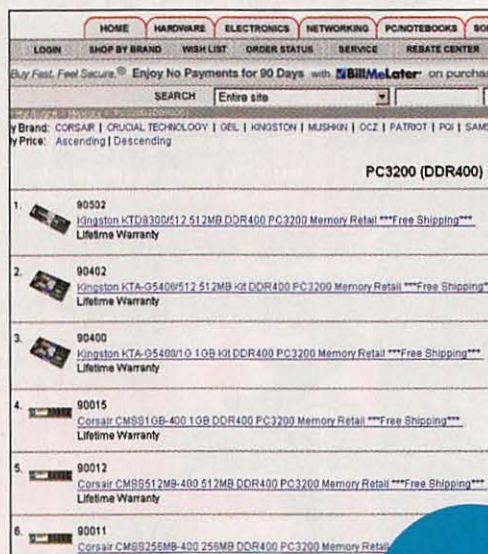 HOME HARDWARE ELECTRONICS NETWORKING PC/NOTEBOOKS
LOGIN SHOP BY BRAND WISH LIST ORDER STATUS SERVICE REBATE CENTER
Buy Fast. Feel Secure.® Enjoy No Payments for 90 Days with BillMeLater on
SEARCH Entire site
y Brand: CORSAIR | CRUCIAL TECHNOLOGY | GEIL | KINGSTON | MUSHKIN | OCZ | PATRIOT | PQI |
y Price: Ascending | Descending
PC3200 (DDR400)
1. 90502
Kingston KTD8300/512 512MB DDR400 PC3200 Memory Retail ***Free Shipping***
Lifetime Warranty
2. 90402
Kingston KTA-G5400/512 512MB Kit DDR400 PC3200 Memory Retail ***Free Shipping*
Lifetime Warranty
3. 90400
Kingston KTA-G5400/1G 1GB Kit DDR400 PC3200 Memory Retail ***Free Shipping***
Lifetime Warranty
4. 90015
Corsair CMSS1GB-400 1GB DDR400 PC3200 Memory Retail ***Free Shipping***
Lifetime Warranty
5. 90012
Corsair CMSS512MB-400 512MB DDR400 PC3200 Memory Retail ***Free Shipping***
Lifetime Warranty
6. 90011
Corsair CMSS256MB-400 256MB DDR400 PC3200 Memory Retail